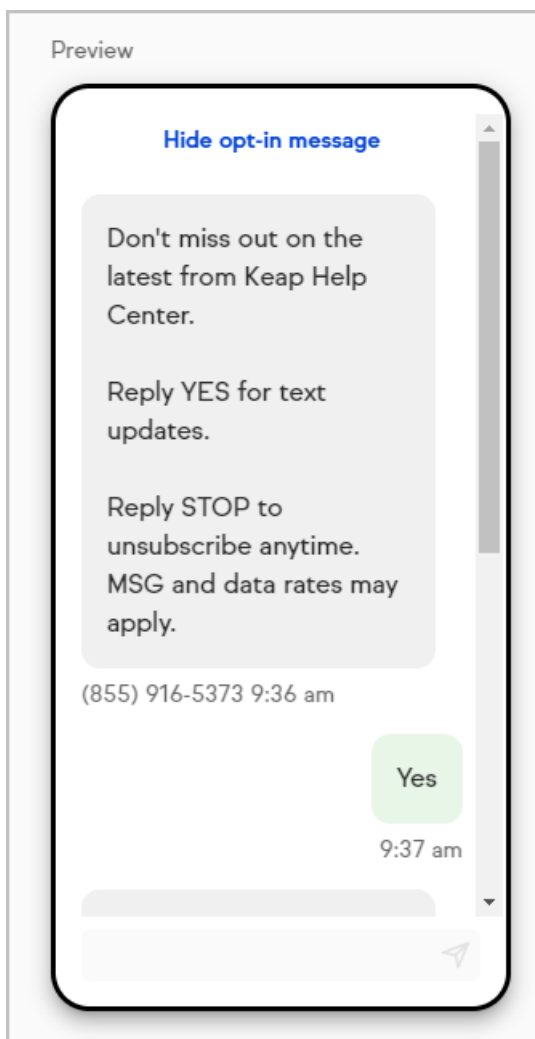 Preview
Hide opt-in message
Don't miss out on the
latest from Keap Help
Center.
Reply YES for text
updates.
Reply STOP to
unsubscribe anytime.
MSG and data rates may
apply.
(855) 916-5373 9:36 am
Yes
9:37 am